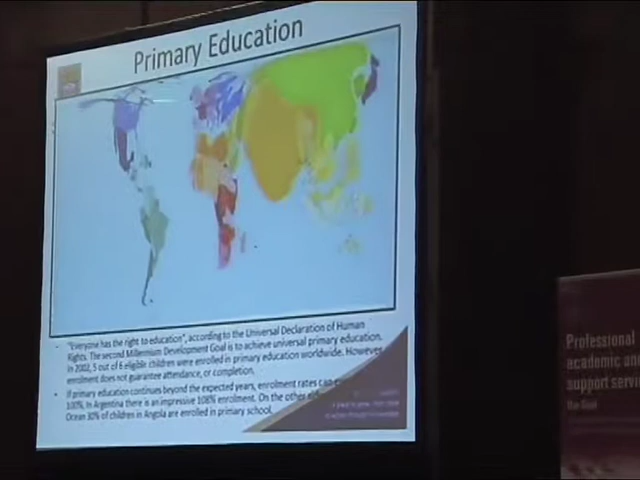 Primary Education
"Everyone has the right to education", according to the Universal Declaration of Human
Rights. The second Millennium Development Goal is to achieve universal primary education.
In 2002, 5 out of 6 eligible children were enrolled in primary education worldwide. However
enrolment does not guarantee attendance, or completion.
If primary education continues beyond the expected years, enrolment rates can
100%. In Argentina there is an impressive 108% enrolment. On the other
Ocean 30% of children in Angola are enrolled in primary school.
Professional
academic and
support servi